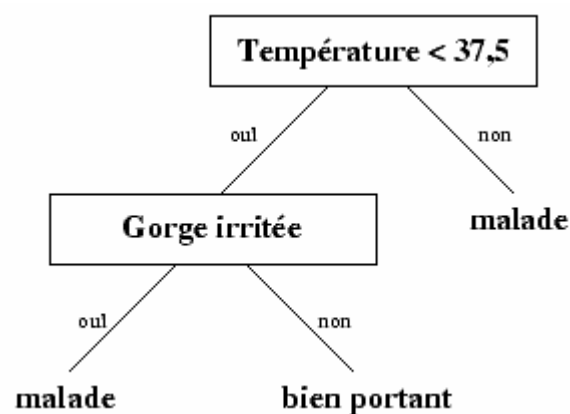 Température < 37,5
oui
non
Gorge irritée
malade
oui
non
malade
bien portant